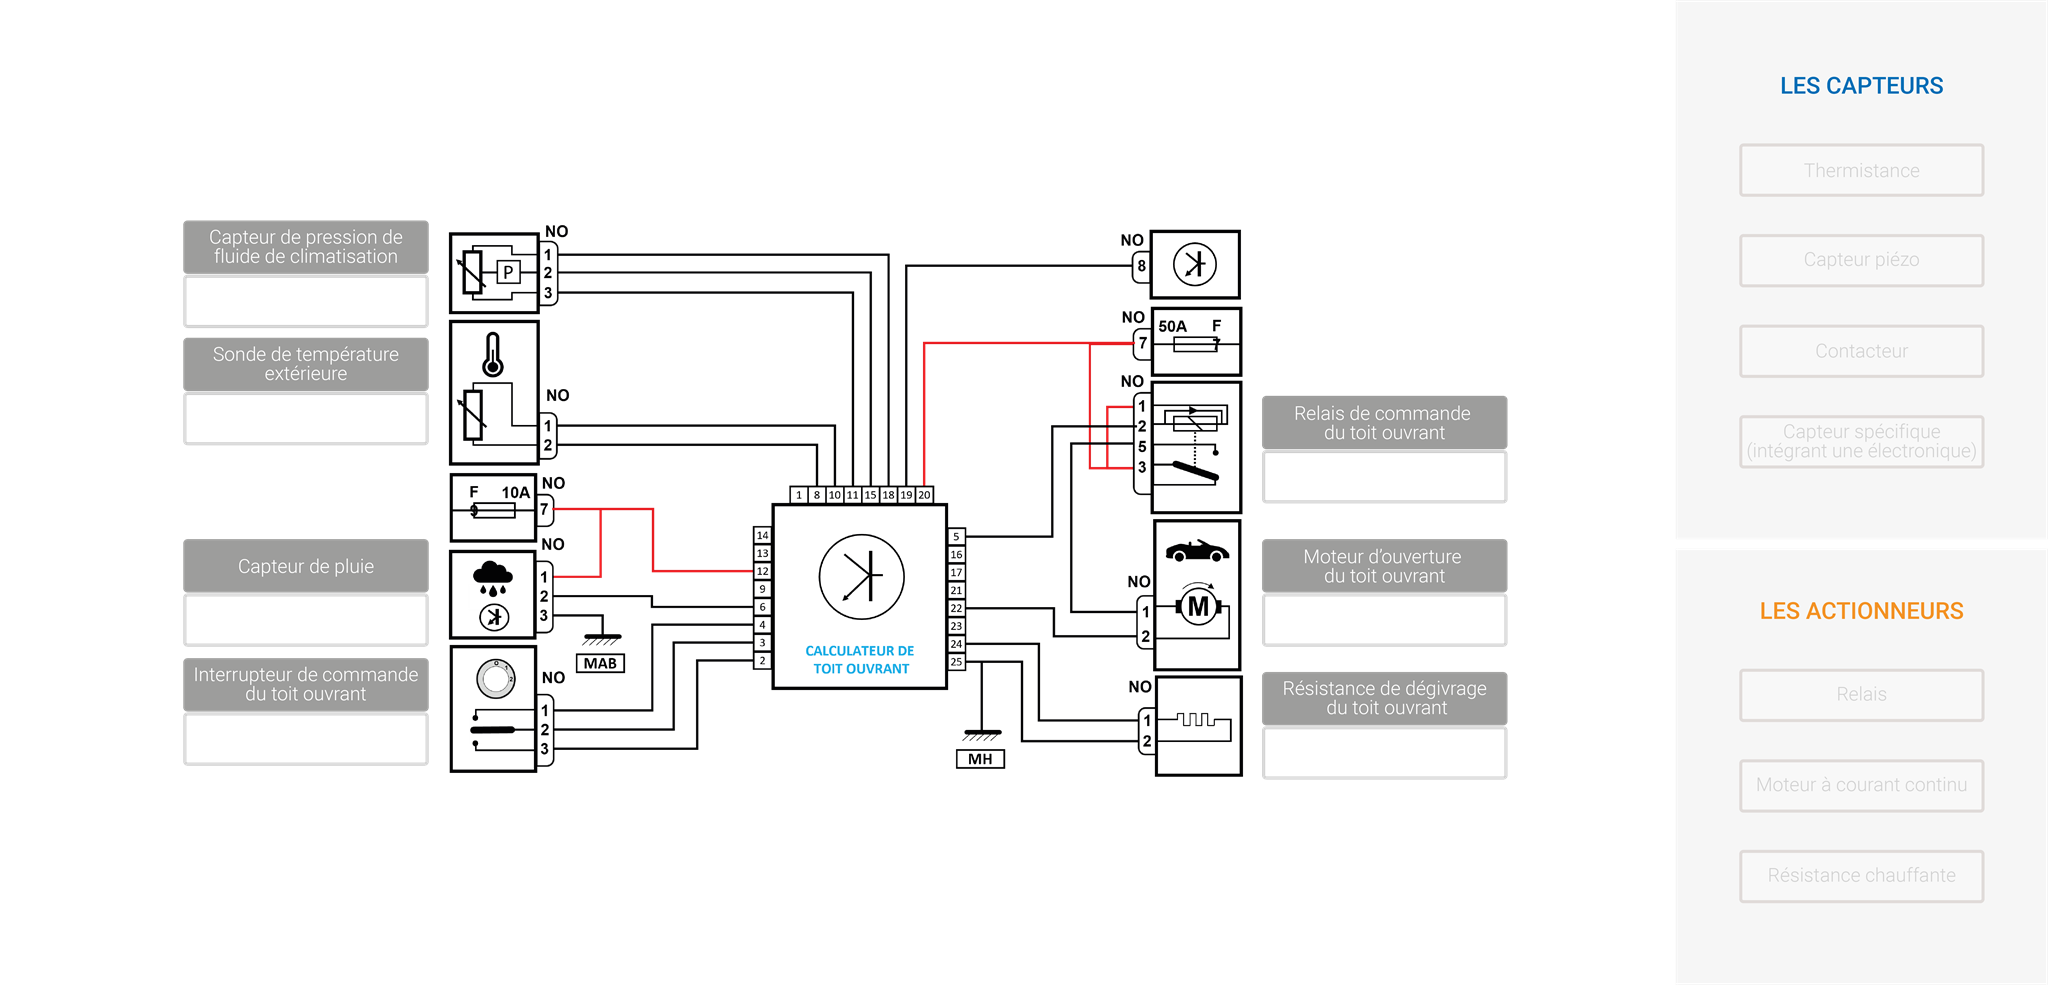 Capteur de pression de
fluide de climatisation
Sonde de température
extérieure
Capteur de pluie
Interrupteur de commande
du toit ouvrant
NO
P
1
2
3
NO
1
2
NO
F 10A
9
7
NO
1
2
3
MAB
NO
0
1
2
1
2
3
1 8 10 11 15 18 19 20
14
13
12
9
6
4
3
2
CALCULATEUR DE
TOIT OUVRANT
5
16
17
21
22
23
24
25
MH
NO
8
NO
50A F
7
7
NO
1
2
5
3
NO
M
1
2
NO
1
2
Relais de commande
du toit ouvrant
Moteur d’ouverture
du toit ouvrant
Résistance de dégivrage
du toit ouvrant
LES CAPTEURS
Thermistance
Capteur piézo
Contacteur
Capteur spécifique
(intégrant une électronique)
LES ACTIONNEURS
Relais
Moteur à courant continu
Résistance chauffante